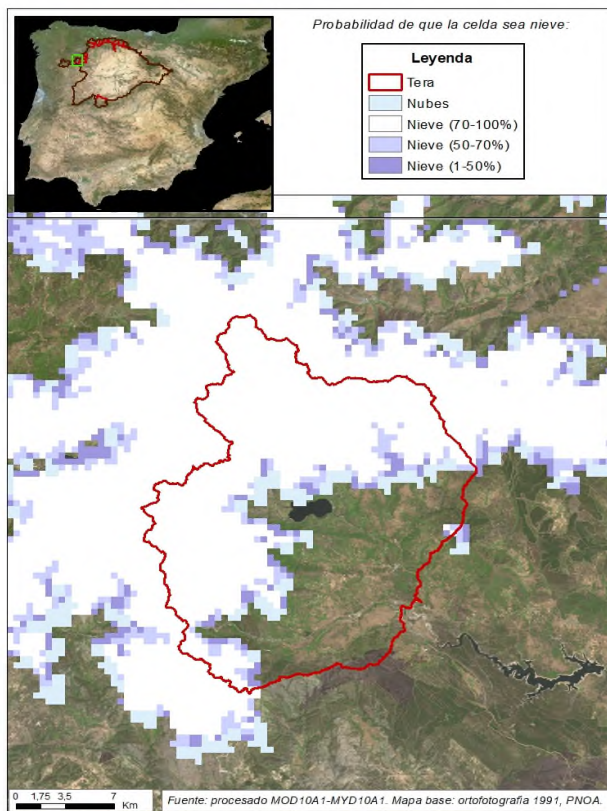 Probabilidad de que la celda sea nieve:
Leyenda
Tera
Nubes
Nieve (70-100%)
Nieve (50-70%)
Nieve (1-50%)
0 1,75 3,5 7
Km
Fuente: procesado MOD10A1-MYD10A1. Mapa base: ortofotografia 1991, PNOA